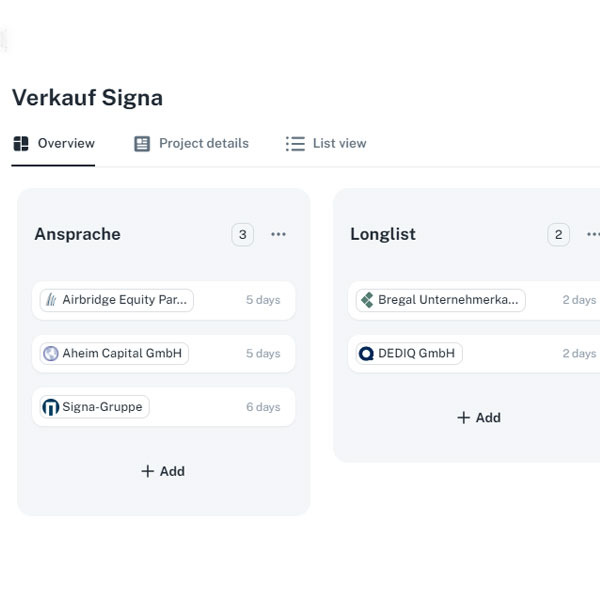 Verkauf Signa
Overview
Project details
List view
Ansprache
3
Airbridge Equity Par...
5 days
Aheim Capital GmbH
5 days
Signa-Gruppe
6 days
+ Add
Longlist
2
Bregal Unternehmerka...
2 days
DEDIQ GmbH
2 days
+ Add